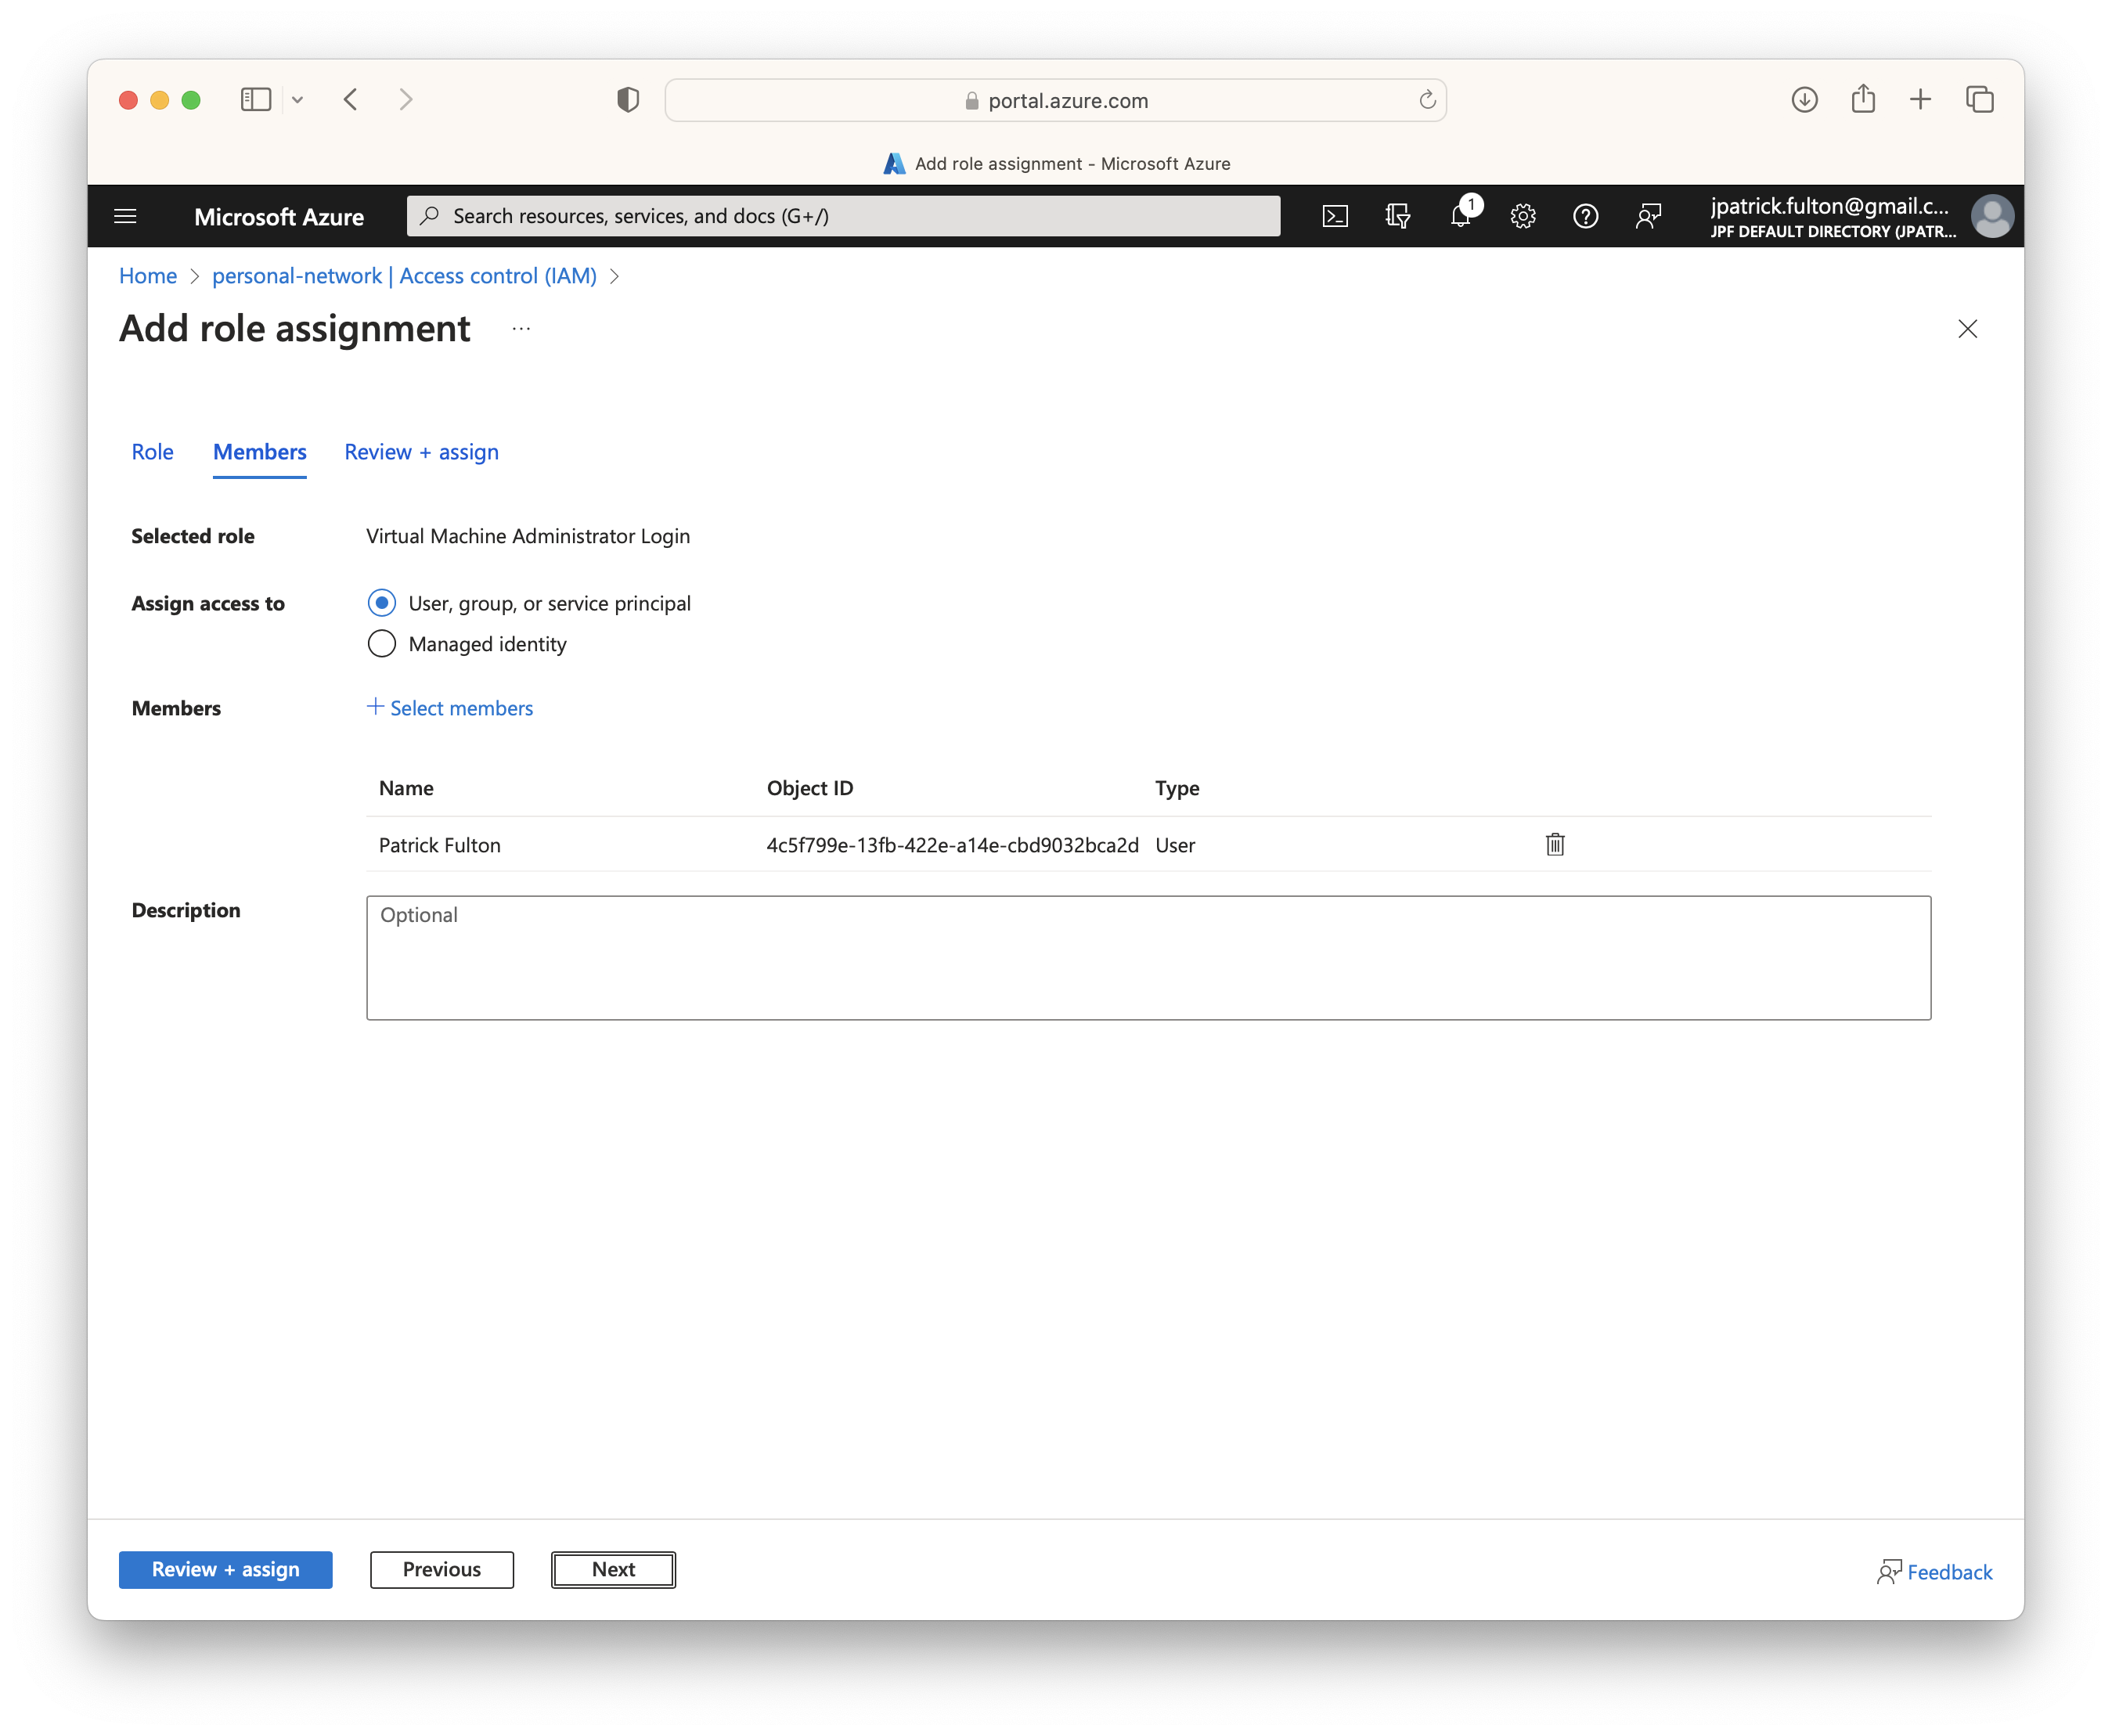 portal.azure.com
Add role assignment - Microsoft Azure
Microsoft Azure
Search resources, services, and docs (G+/)
1
jpatrick.fulton@gmail.c...
JPF DEFAULT DIRECTORY (JPATR...
Home > personal-network | Access control (IAM) >
Add role assignment ...
Role Members Review + assign
Selected role Virtual Machine Administrator Login
Assign access to User, group, or service principal
Managed identity
Members + Select members
Name Object ID Type
Patrick Fulton 4c5f799e-13fb-422e-a14e-cbd9032bca2d User
Description Optional
Review + assign Previous Next Feedback